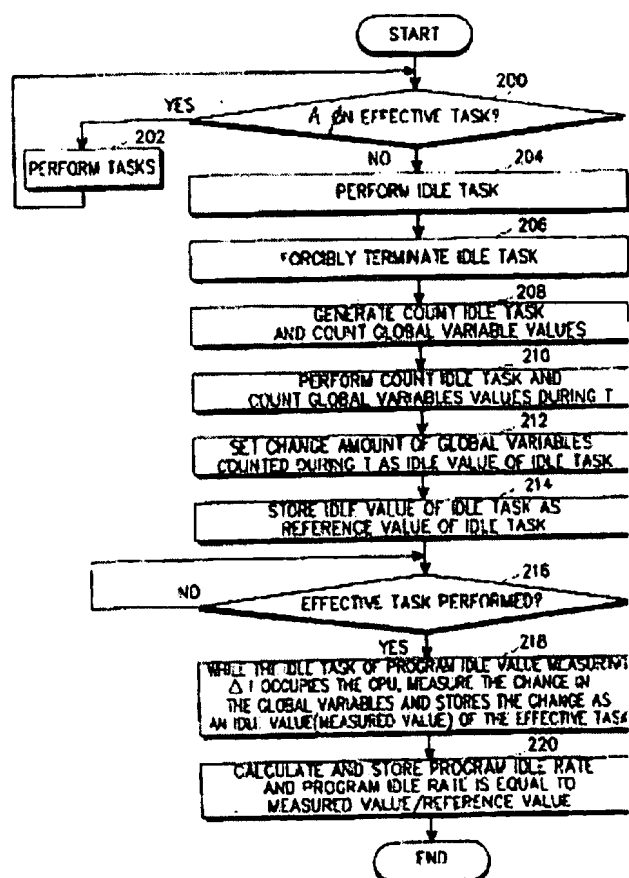 START
200
YES
EFFECTIVE TASK?
202
PERFORM TASKS
NO
204
PERFORM IDLE TASK
206
FORCIBLY TERMINATE IDLE TASK
208
GENERATE COUNT IDLE TASK
AND COUNT GLOBAL VARIABLE VALUES
210
PERFORM COUNT IDLE TASK AND
COUNT GLOBAL VARIABLES VALUES DURING T
212
SET CHANGE AMOUNT OF GLOBAL VARIABLES
COUNTED DURING T AS IDLE VALUE OF IDLE TASK
214
STORE IDLE VALUE OF IDLE TASK AS
REFERENCE VALUE OF IDLE TASK
216
NO
EFFECTIVE TASK PERFORMED?
YES
218
WHILE THE IDLE TASK OF PROGRAM IDLE VALUE
OCCUPIES THE CPU, MEASURE THE CHANGE IN
THE GLOBAL VARIABLES AND STORES THE CHANGE AS
AN IDLE VALUE(MEASURED VALUE) OF THE EFFECTIVE TASK
220
CALCULATE AND STORE PROGRAM IDLE RATE
AND PROGRAM IDLE RATE IS EQUAL TO
MEASURED VALUE/REFERENCE VALUE
END